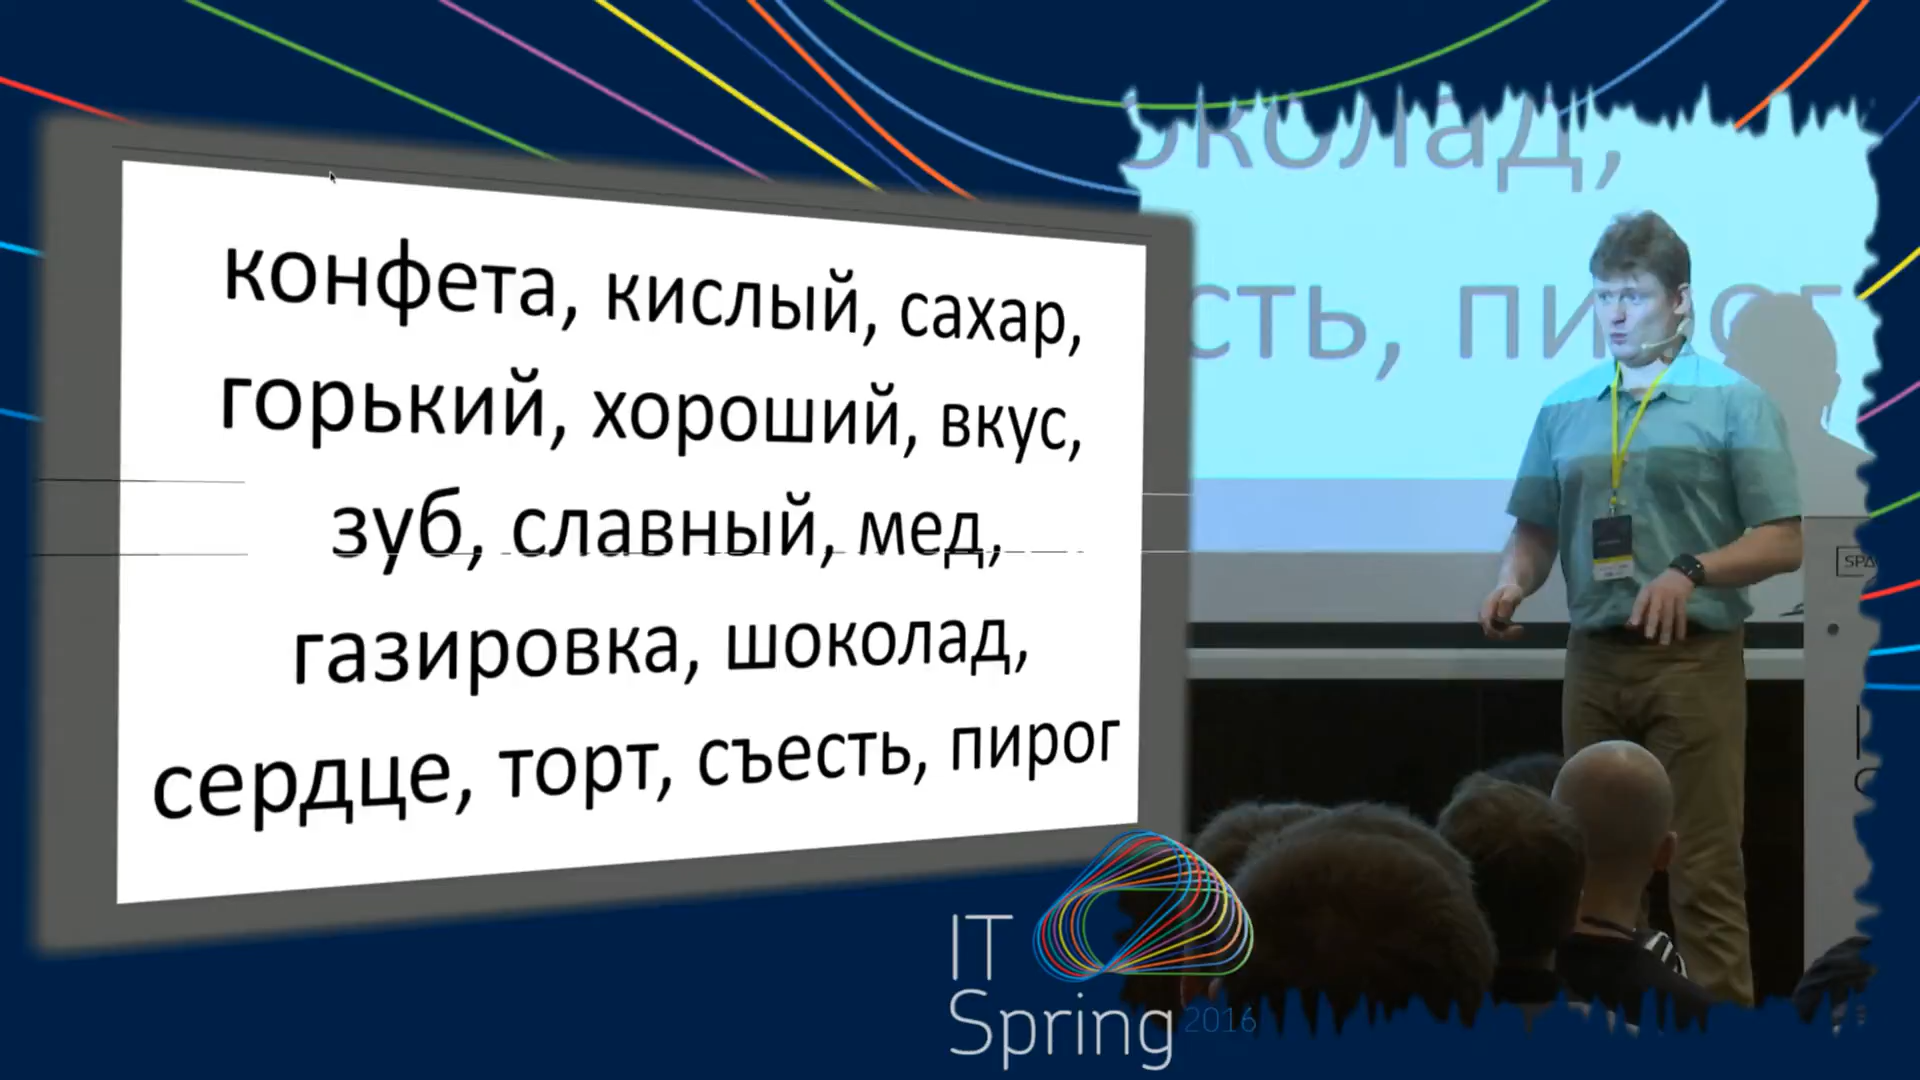 конфета, кислый, сахар,
горький, хороший, вкус,
зуб, славный, мед,
газировка, шоколад,
сердце, торт, съесть, пирог
IT
Spring 2016